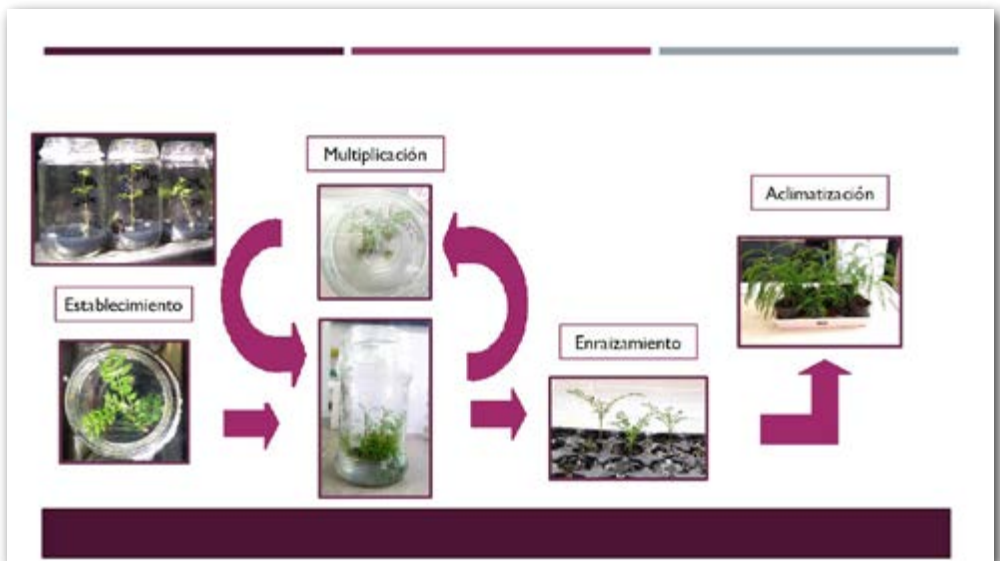 Multiplicación
Aclimatización
Establecimiento
Enraizamiento